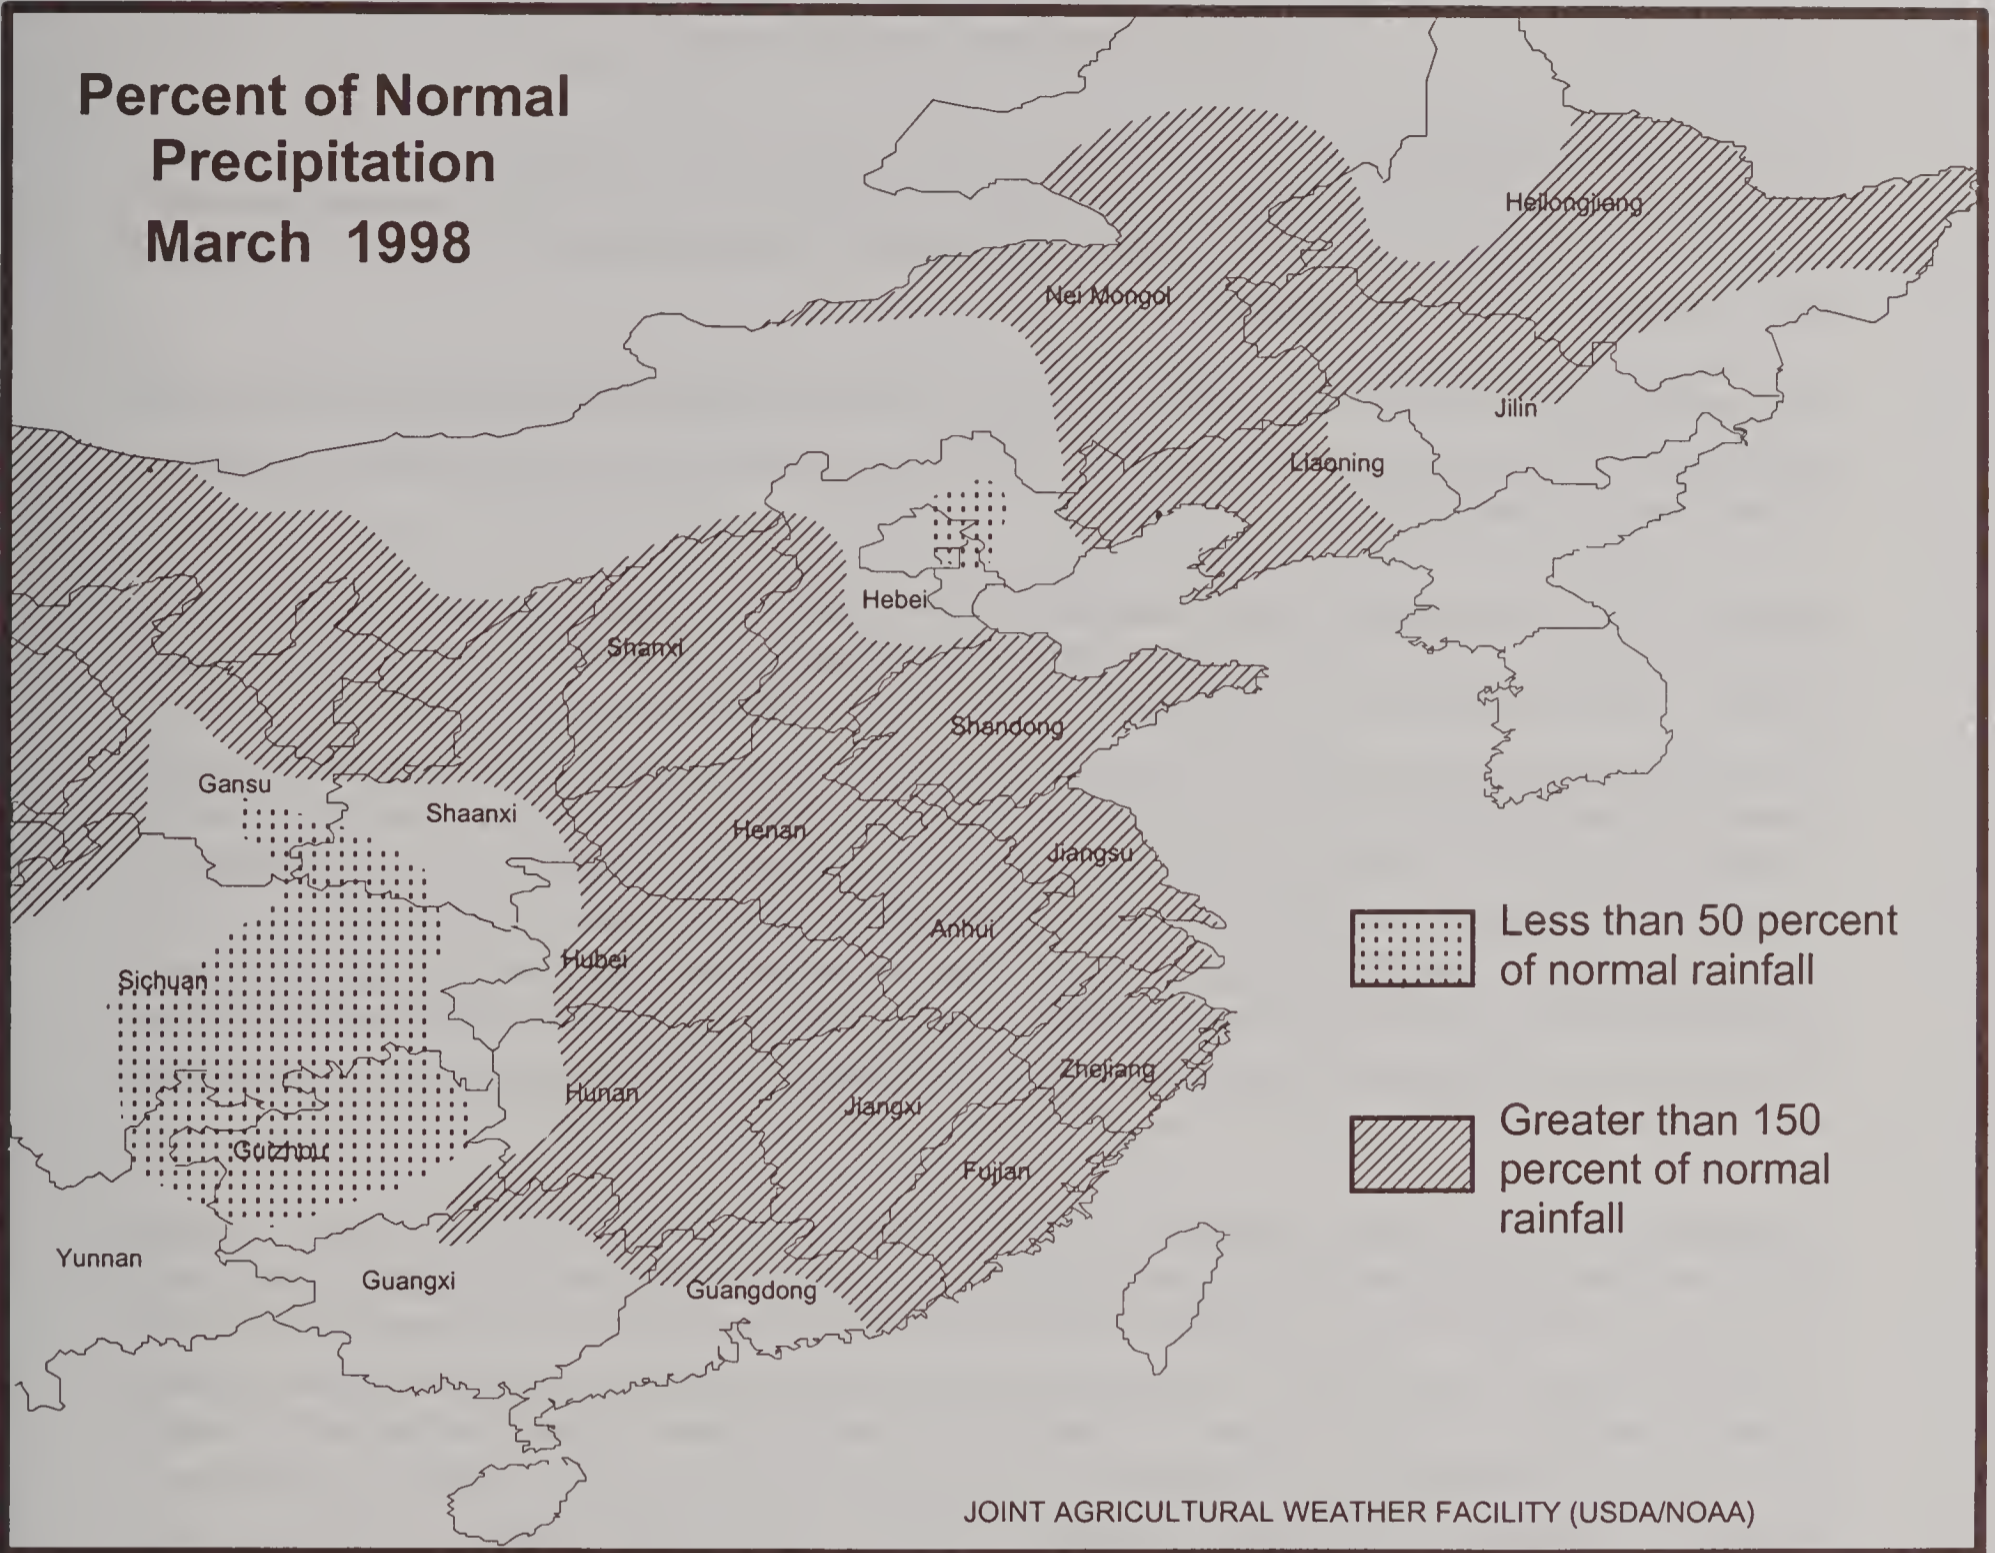 Percent of Normal
Precipitation
March 1998
Heilongjiang
Nei Mongol
Jilin
Liaoning
Hebei
Shanxi
Shandong
Gansu
Shaanxi
Henan
Jiangsu
Anhui
Hubei
Sichuan
Less than 50 percent
of normal rainfall
Zhejiang
Hunan
Jiangxi
Guizhou
Fujian
Greater than 150
percent of normal
rainfall
Yunnan
Guangxi
Guangdong
JOINT AGRICULTURAL WEATHER FACILITY (USDA/NOAA)